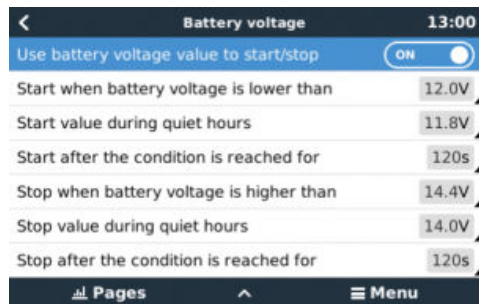 Battery voltage 13:00
Use battery voltage value to start/stop ON
Start when battery voltage is lower than 12.0V
Start value during quiet hours 11.8V
Start after the condition is reached for 120s
Stop when battery voltage is higher than 14.4V
Stop value during quiet hours 14.0V
Stop after the condition is reached for 120s
Pages Menu